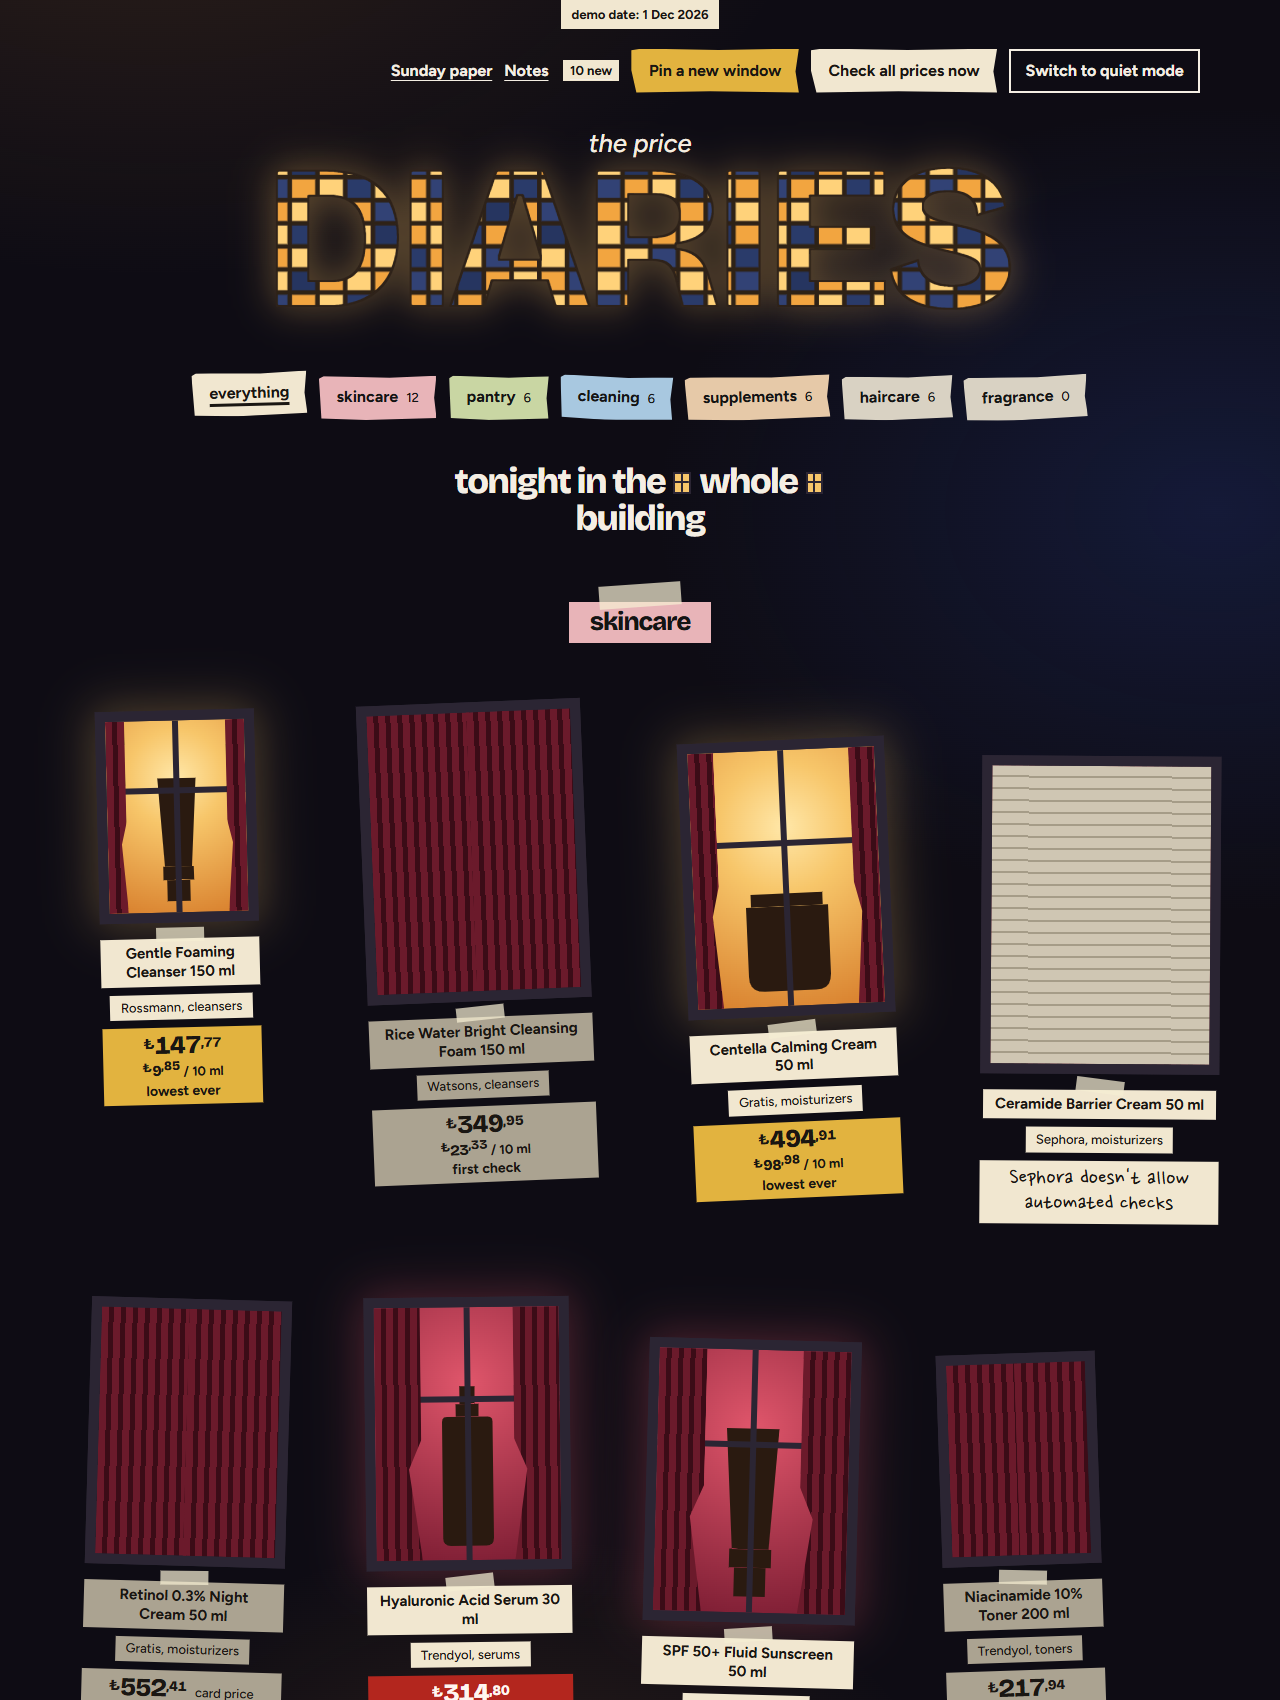 demo date: 1 Dec 2026
Sunday paper Notes 10 new Pin a new window Check all prices now Switch to quiet mode
the price
DIARIES
everything skincare 12 pantry 6 cleaning 6 supplements 6 haircare 6 fragrance 0
tonight in the whole
building
skincare
Gentle Foaming
Cleanser 150 ml
Rossmann, cleansers
₺147,77
₺9,85 / 10 ml
lowest ever
Rice Water Bright Cleansing
Foam 150 ml
Watsons, cleansers
₺349,95
₺23,33 / 10 ml
first check
Centella Calming Cream
50 ml
Gratis, moisturizers
₺494,91
₺98,98 / 10 ml
lowest ever
Ceramide Barrier Cream 50 ml
Sephora, moisturizers
Sephora doesn't allow
automated checks
Retinol 0.3% Night
Cream 50 ml
Gratis, moisturizers
₺552,41 card price
Hyaluronic Acid Serum 30
ml
Trendyol, serums
₺314,80
SPF 50+ Fluid Sunscreen
50 ml
Niacinamide 10%
Toner 200 ml
Trendyol, toners
₺217,94